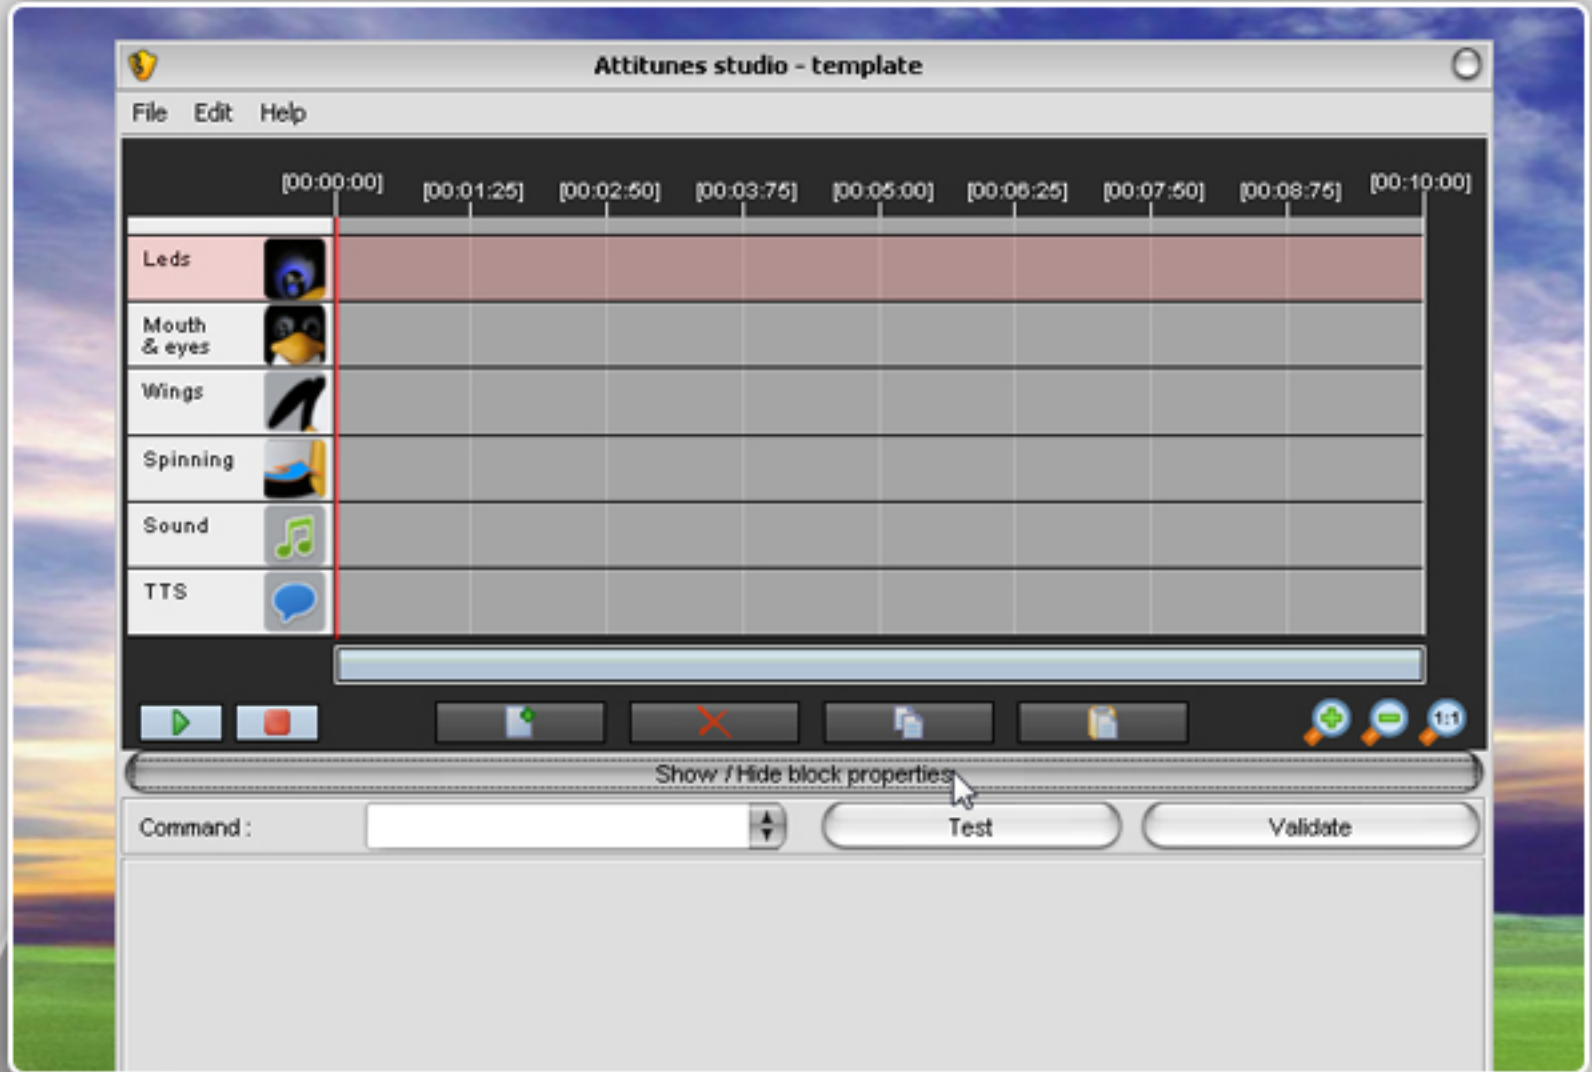 Attitunes studio - template
File Edit Help
[00:00:00] [00:01:25] [00:02:50] [00:03:75] [00:05:00] [00:06:25] [00:07:50] [00:08:75] [00:10:00]
Leds
Mouth
& eyes
Wings
Spinning
Sound
TTS
1:1
Show / Hide block properties
Command : Test Validate